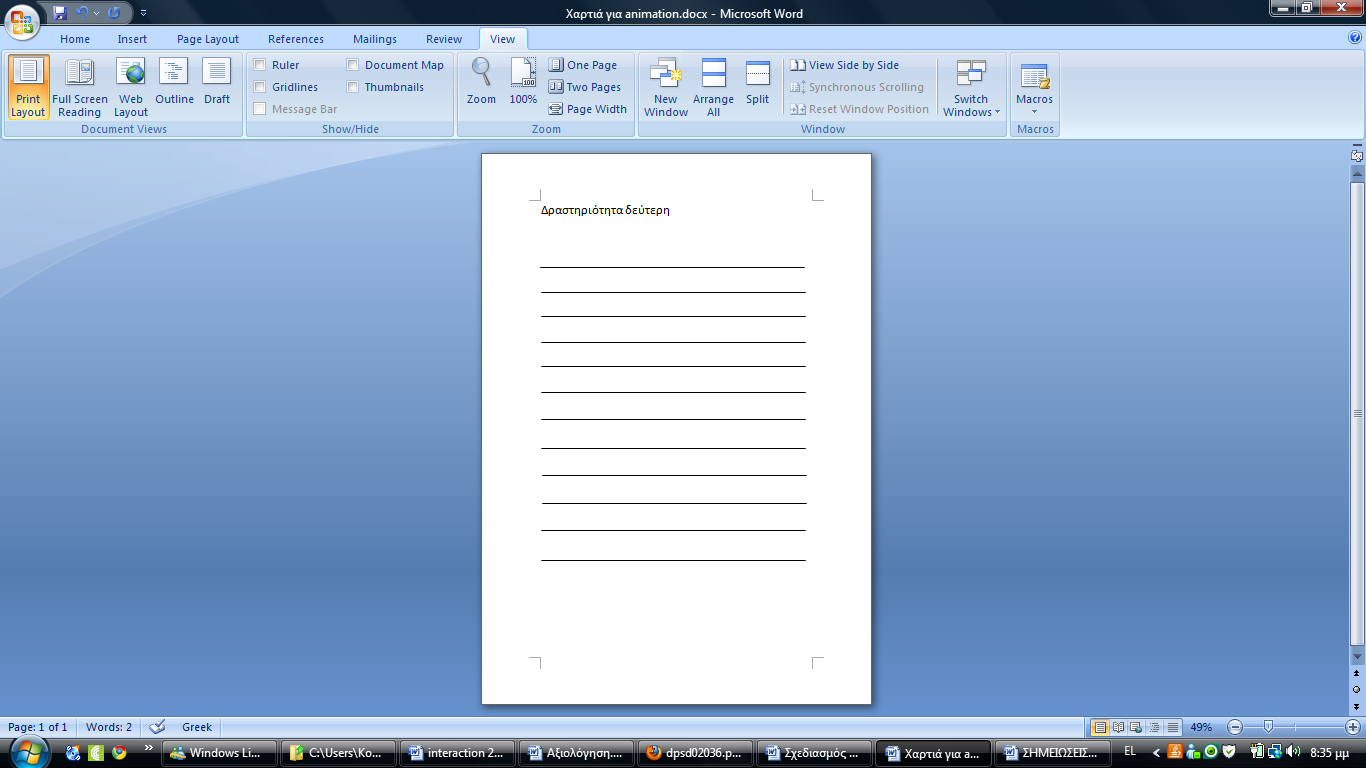 Χαρτιά για animation.docx - Microsoft Word
Home Insert Page Layout References Mailings Review View
Ruler Document Map One Page View Side by Side
Gridlines Thumbnails Two Pages Synchronous Scrolling
Message Bar Page Width Reset Window Position
Print Layout Full Screen Reading Web Layout Outline Draft Zoom 100% New Window Arrange All Split Switch Windows Macros
Document Views Show/Hide Zoom Window Macros
Δραστηριότητα δεύτερη
Page: 1 of 1 Words: 2 Greek 49%
Windows Li... C:\Users\Ko... interaction 2... Αξιολόγηση.... dpsd02036.p... Σχεδιασμός ... Χαρτιά για a... ΣΗΜΕΙΩΣΕΙΣ... EL 8:35 μμ